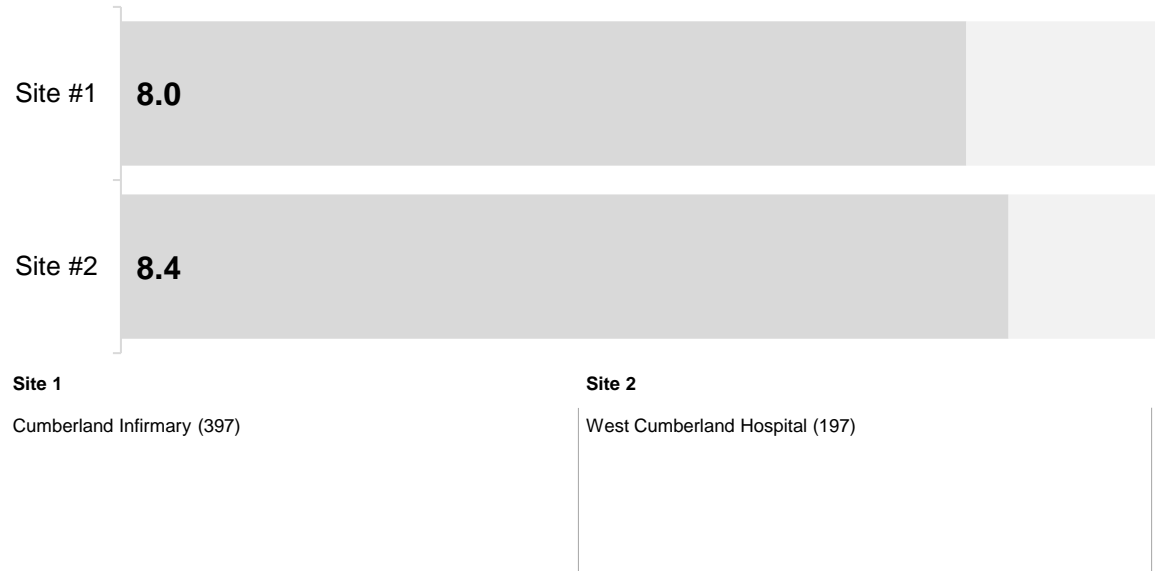 Site #1 8.0
Site #2 8.4
Site 1
Site 2
Cumberland Infirmary (397)
West Cumberland Hospital (197)